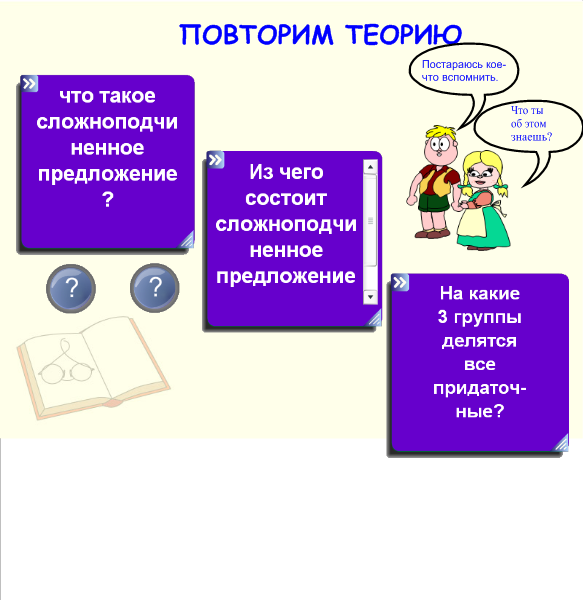 ПОВТОРИМ ТЕОРИЮ
Постараюсь кое-
что вспомнить.
Что ты
об этом
знаешь?
что такое
сложноподчи
ненное
предложение
?
Из чего
состоит
сложноподчи
ненное
предложение
На какие
3 группы
делятся
все
придаточ-
ные?
?
?